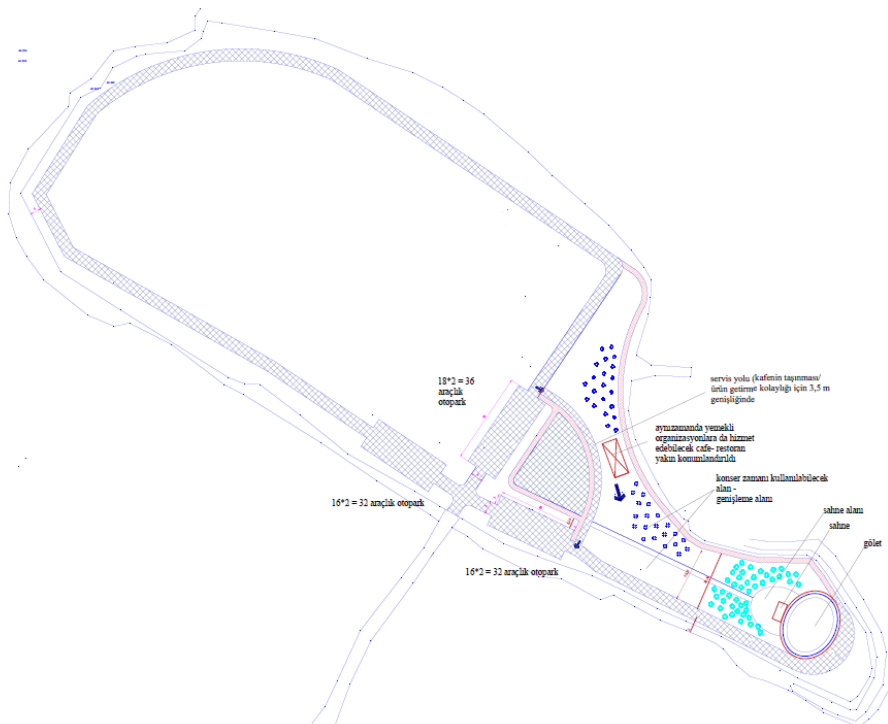 18*2 = 36
araçlık
otopark
servis yolu (kafenin taşınması/
ürün getirme kolaylığı için 3,5 m
genişliğinde
aynızamanda yemekli
organizasyonlara da hizmet
edebilecek cafe- restoran
yakın konumlandırıldı
konser zamanı kullanılabilecek
alan -
genişleme alanı
16*2 = 32 araçlık otopark
sahne alanı
sahne
gölet
16*2 = 32 araçlık otopark